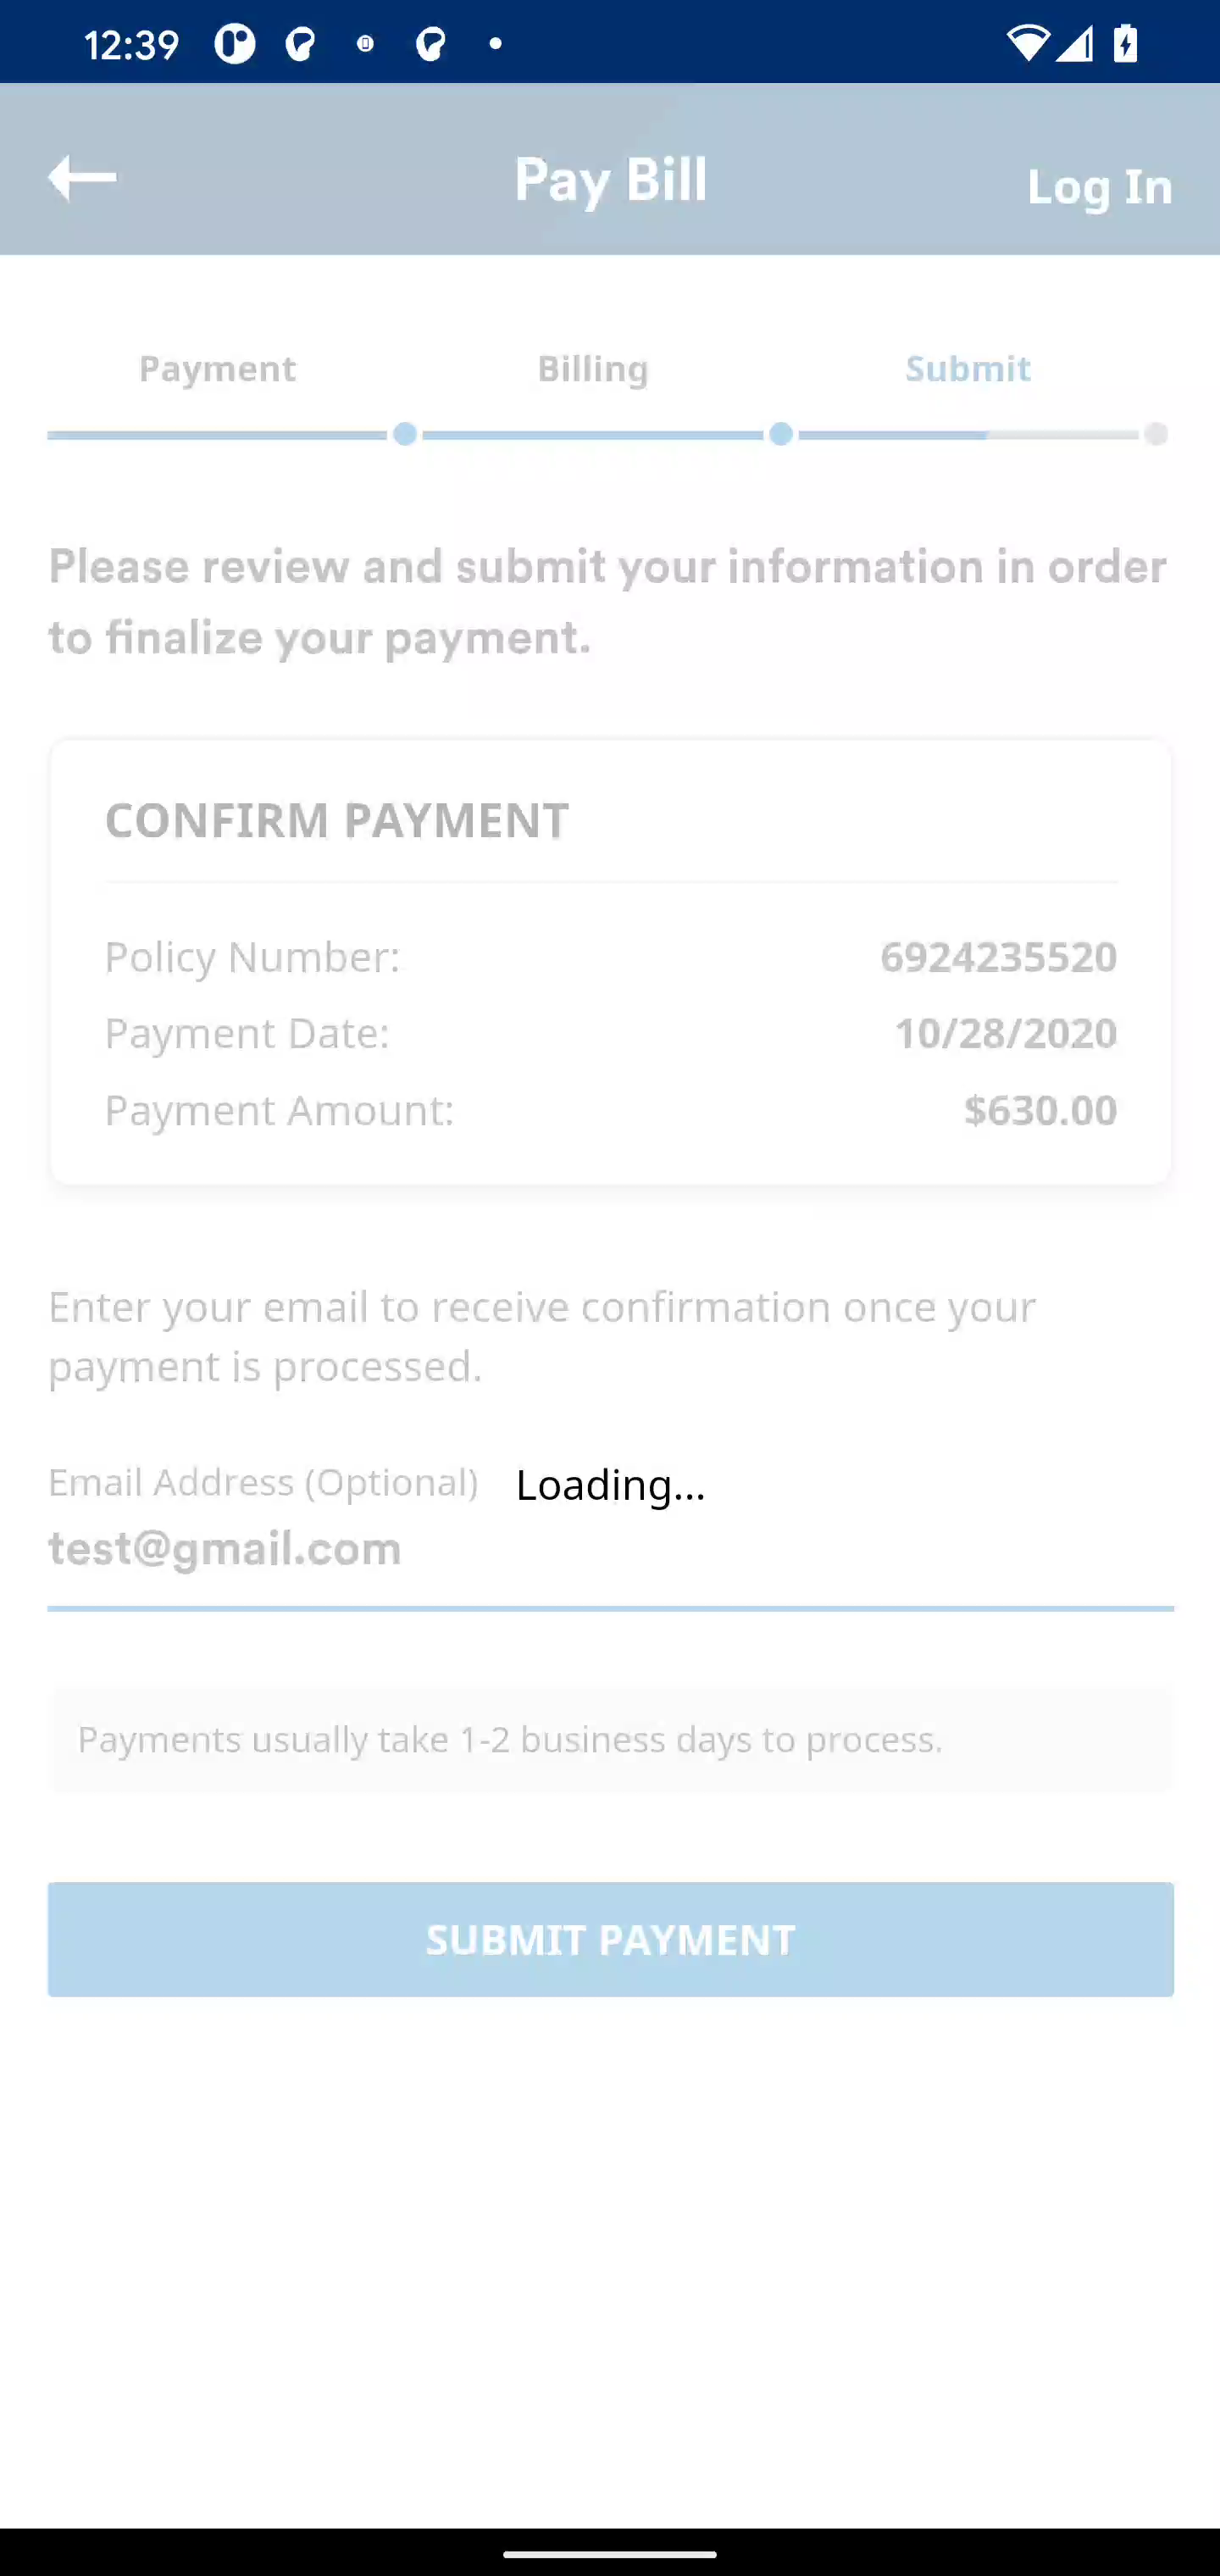 12:39
Pay Bill
Log In
Payment
Billing
Submit
Please review and submit your information in order
to finalize your payment.
CONFIRM PAYMENT
Policy Number:
6924235520
Payment Date:
10/28/2020
Payment Amount:
$630.00
Enter your email to receive confirmation once your
payment is processed.
Email Address (Optional)
Loading...
test@gmail.com
Payments usually take 1-2 business days to process.
SUBMIT PAYMENT